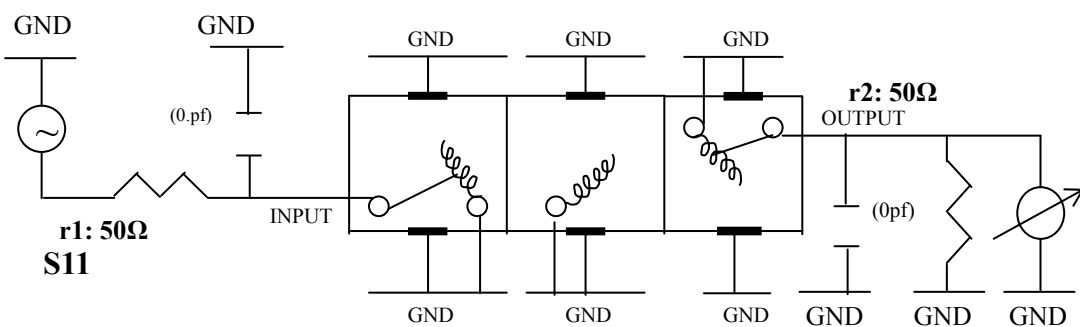 GND
GND
GND
GND
GND
(0.pf)
r2: 50Ω
OUTPUT
INPUT
r1: 50Ω
S11
(0pf)
GND
GND
GND
GND
GND
GND